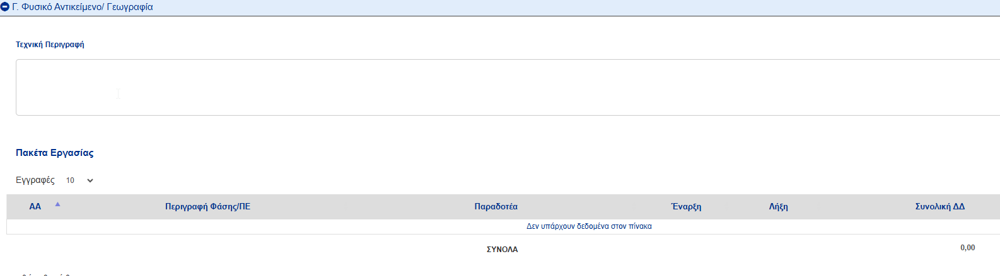 Γ. Φυσικό Αντικείμενο/ Γεωγραφία
Τεχνική Περιγραφή
Πακέτα Εργασίας
Εγγραφές 10
ΑΑ Περιγραφή Φάσης/ΠΕ Παραδοτέα Έναρξη Λήξη Συνολική ΔΔ
Δεν υπάρχουν δεδομένα στον πίνακα
ΣΥΝΟΛΑ 0,00